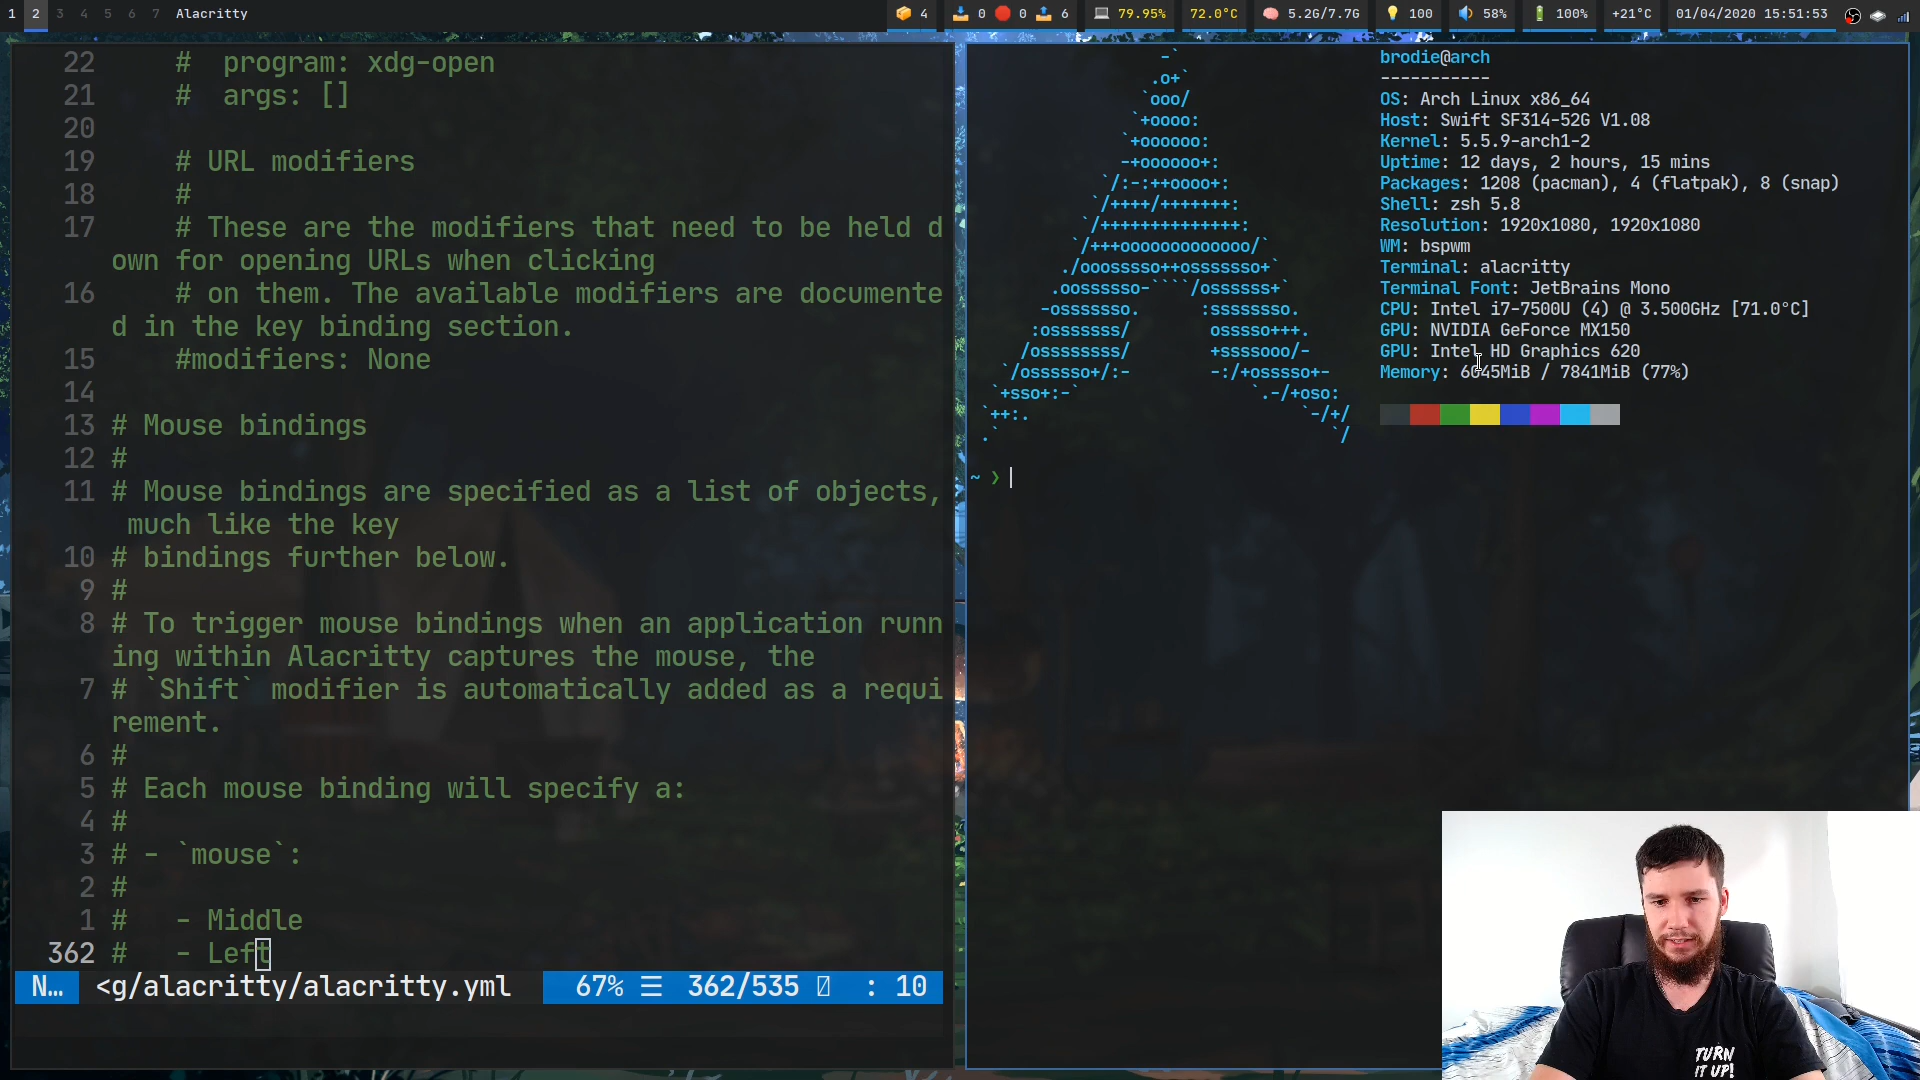 1 2 3 4 5 6 7 Alacritty
4 0 0 6 79.95% 72.0°C 5.2G/7.7G 100 58% 100% +21°C 01/04/2020 15:51:53
22 #  program: xdg-open
21 #  args: []
20
19 # URL modifiers
18 #
17 # These are the modifiers that need to be held d
own for opening URLs when clicking
16 # on them. The available modifiers are documente
d in the key binding section.
15 #modifiers: None
14
13 # Mouse bindings
12 #
11 # Mouse bindings are specified as a list of objects,
much like the key
10 # bindings further below.
9 #
8 # To trigger mouse bindings when an application runn
ing within Alacritty captures the mouse, the
7 # `Shift` modifier is automatically added as a requi
rement.
6 #
5 # Each mouse binding will specify a:
4 #
3 # - `mouse`:
2 #
1 #   - Middle
362 #   - Left
N… <g/alacritty/alacritty.yml 67% ☰ 362/535 : 10
brodie@arch
-----------
OS: Arch Linux x86_64
Host: Swift SF314-52G V1.08
Kernel: 5.5.9-arch1-2
Uptime: 12 days, 2 hours, 15 mins
Packages: 1208 (pacman), 4 (flatpak), 8 (snap)
Shell: zsh 5.8
Resolution: 1920x1080, 1920x1080
WM: bspwm
Terminal: alacritty
Terminal Font: JetBrains Mono
CPU: Intel i7-7500U (4) @ 3.500GHz [71.0°C]
GPU: NVIDIA GeForce MX150
GPU: Intel HD Graphics 620
Memory: 6045MiB / 7841MiB (77%)
~ ❯
TURN
IT UP!